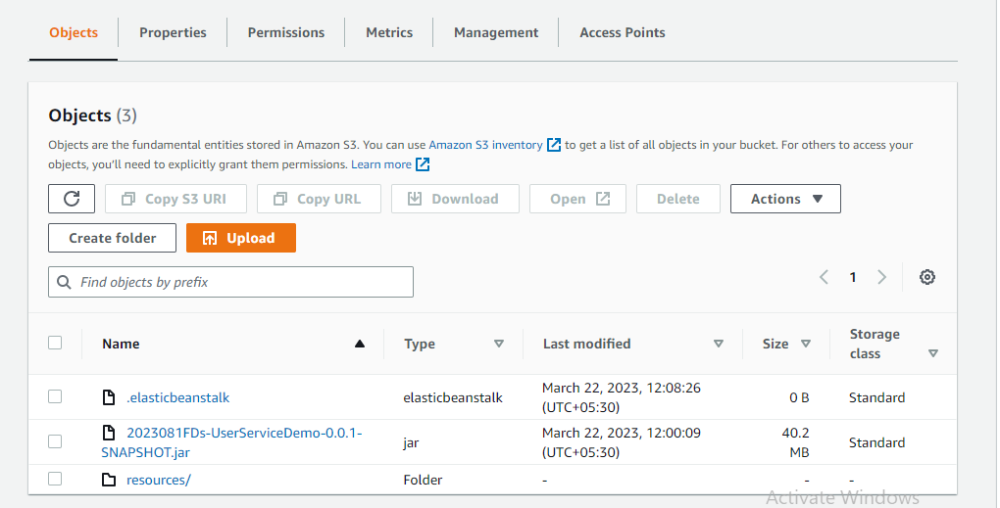 Objects
Properties
Permissions
Metrics
Management
Access Points
Objects (3)
Objects are the fundamental entities stored in Amazon S3. You can use Amazon S3 inventory to get a list of all objects in your bucket. For others to access your
objects, you'll need to explicitly grant them permissions. Learn more
Copy S3 URI
Copy URL
Download
Open
Delete
Actions
Create folder
Upload
Find objects by prefix
1
Name
Type
Last modified
Size
Storage
class
.elasticbeanstalk
elasticbeanstalk
March 22, 2023, 12:08:26
(UTC+05:30)
0 B
Standard
2023081FDs-UserServiceDemo-0.0.1-
SNAPSHOT.jar
jar
March 22, 2023, 12:00:09
(UTC+05:30)
40.2
MB
Standard
resources/
Folder
-
-
-
Activate Windows